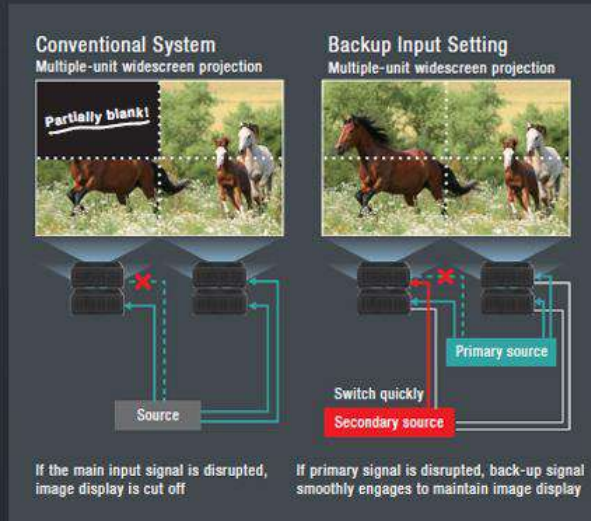 Conventional System
Multiple-unit widescreen projection
Partially blank!
Source
If the main input signal is disrupted,
image display is cut off
Backup Input Setting
Multiple-unit widescreen projection
Primary source
Switch quickly
Secondary source
If primary signal is disrupted, back-up signal
smoothly engages to maintain image display